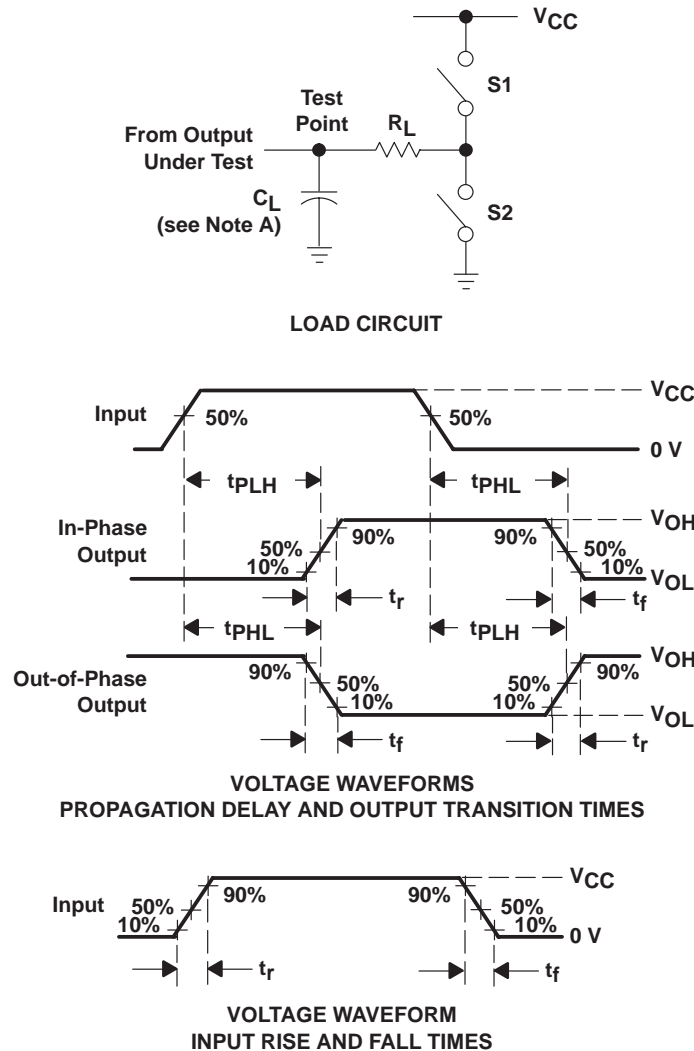 VCC
S1
Test
Point
RL
From Output
Under Test
CL
(see Note A)
S2
LOAD CIRCUIT
VCC
Input
50%
50%
0 V
tPLH
tPHL
In-Phase
Output
VOH
90%
90%
50%
50%
10%
10%
VOL
tr
tf
tPHL
tPLH
Out-of-Phase
Output
VOH
90%
90%
50%
50%
10%
10%
VOL
tf
tr
VOLTAGE WAVEFORMS
PROPAGATION DELAY AND OUTPUT TRANSITION TIMES
VCC
Input
90%
90%
50%
50%
10%
10%
0 V
tr
tf
VOLTAGE WAVEFORM
INPUT RISE AND FALL TIMES